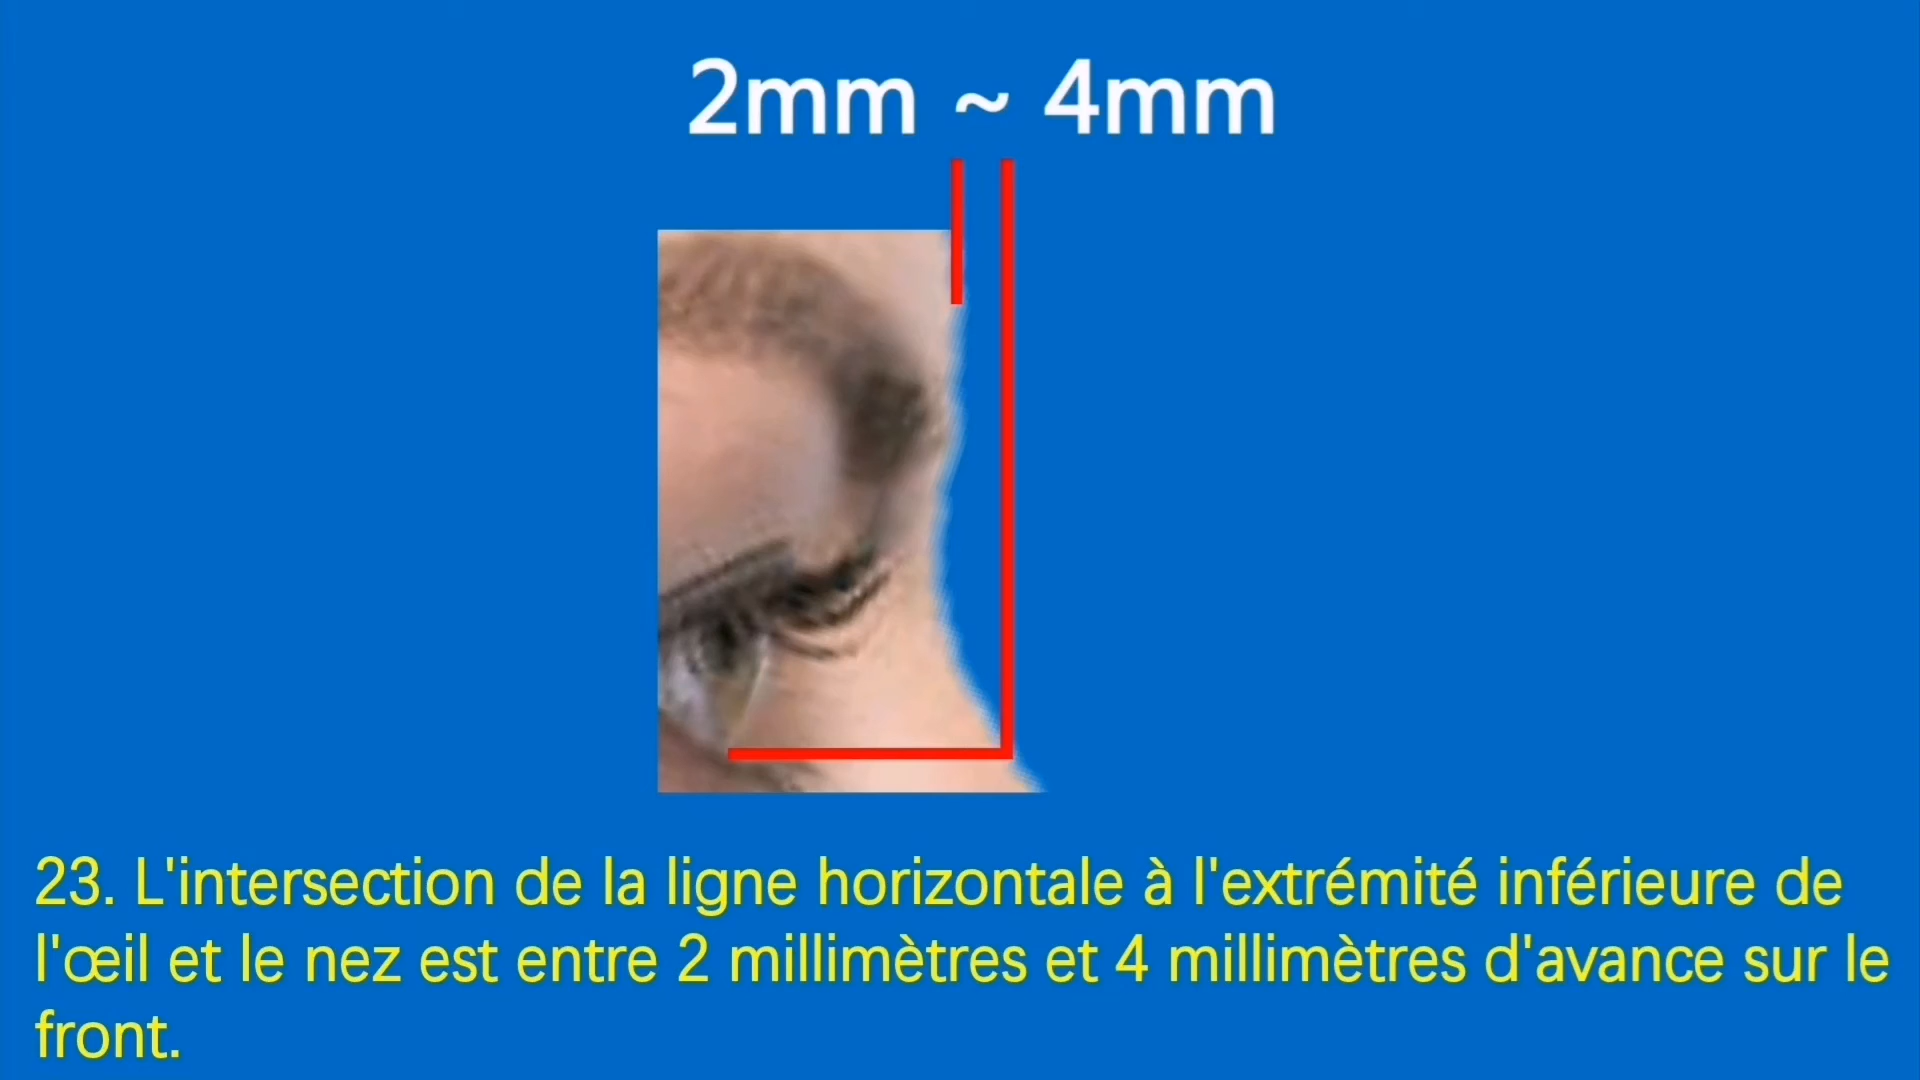 2mm ~ 4mm
23. L'intersection de la ligne horizontale à l'extrémité inférieure de
l'œil et le nez est entre 2 millimètres et 4 millimètres d'avance sur le
front.